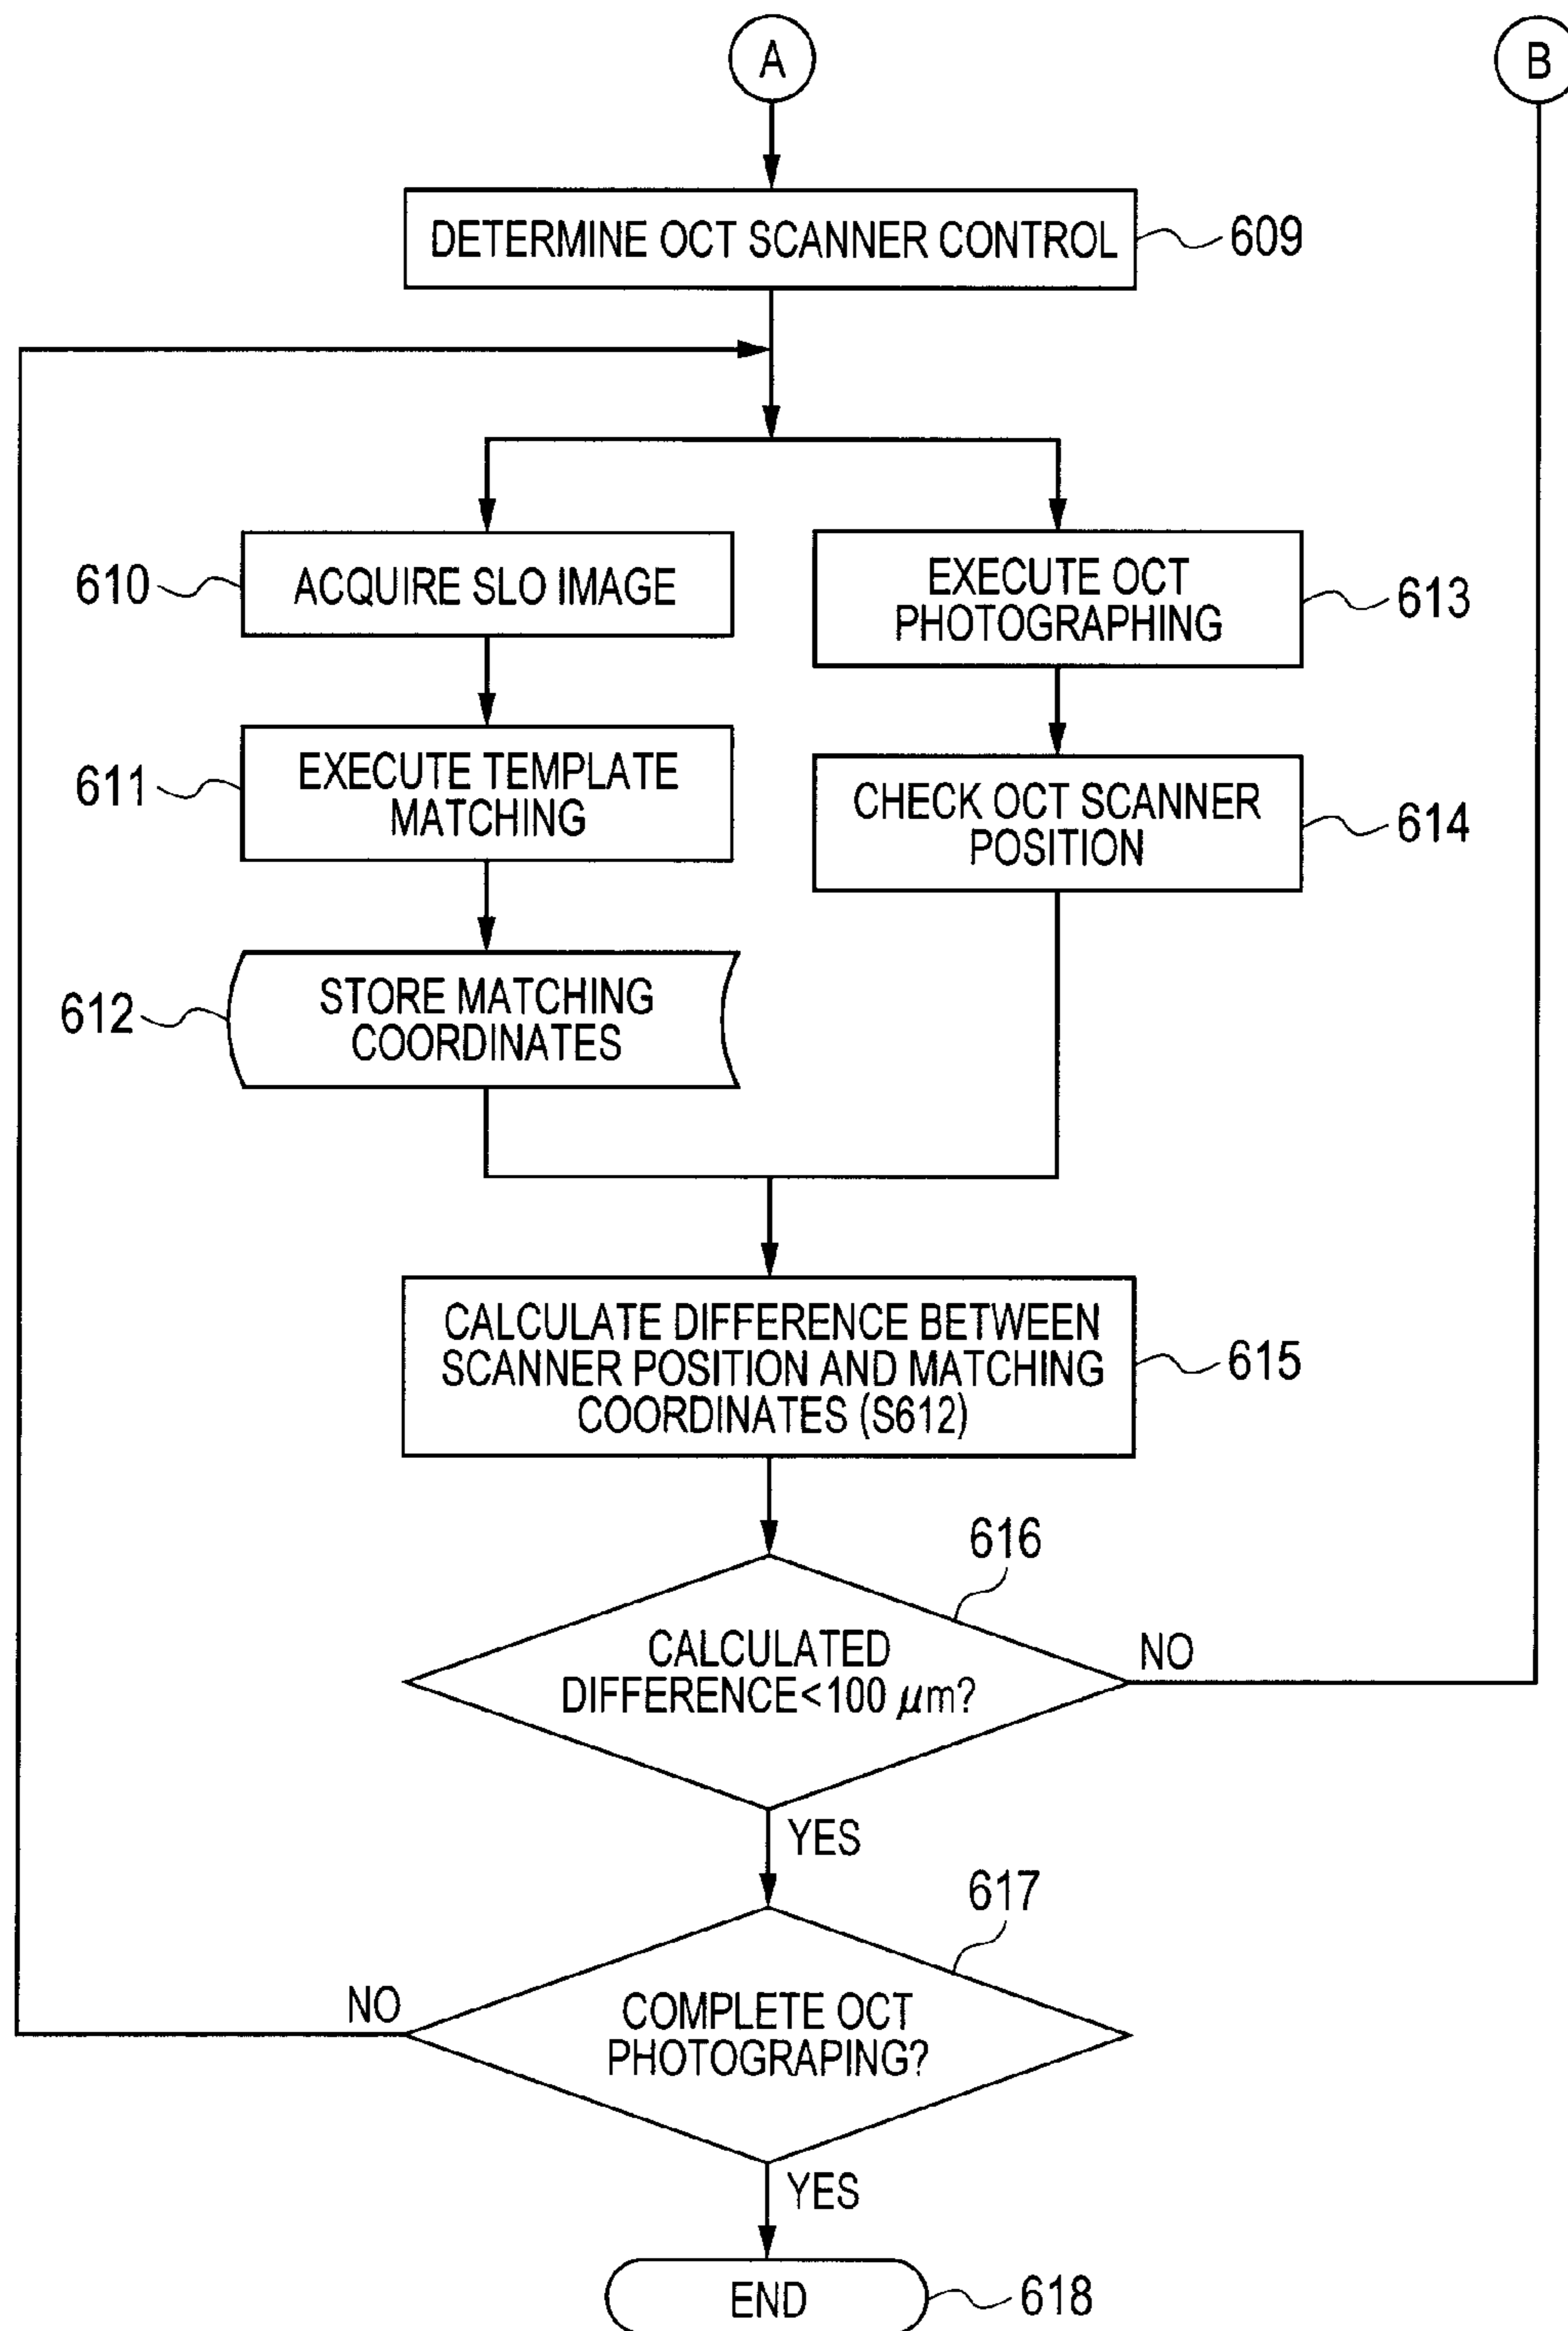 A
B
DETERMINE OCT SCANNER CONTROL
609
610
ACQUIRE SLO IMAGE
EXECUTE OCT
PHOTOGRAPHING
613
611
EXECUTE TEMPLATE
MATCHING
CHECK OCT SCANNER
POSITION
614
612
STORE MATCHING
COORDINATES
CALCULATE DIFFERENCE BETWEEN
SCANNER POSITION AND MATCHING
COORDINATES (S612)
615
616
CALCULATED
DIFFERENCE<100 μm?
NO
YES
617
NO
COMPLETE OCT
PHOTOGRAPING?
YES
END
618